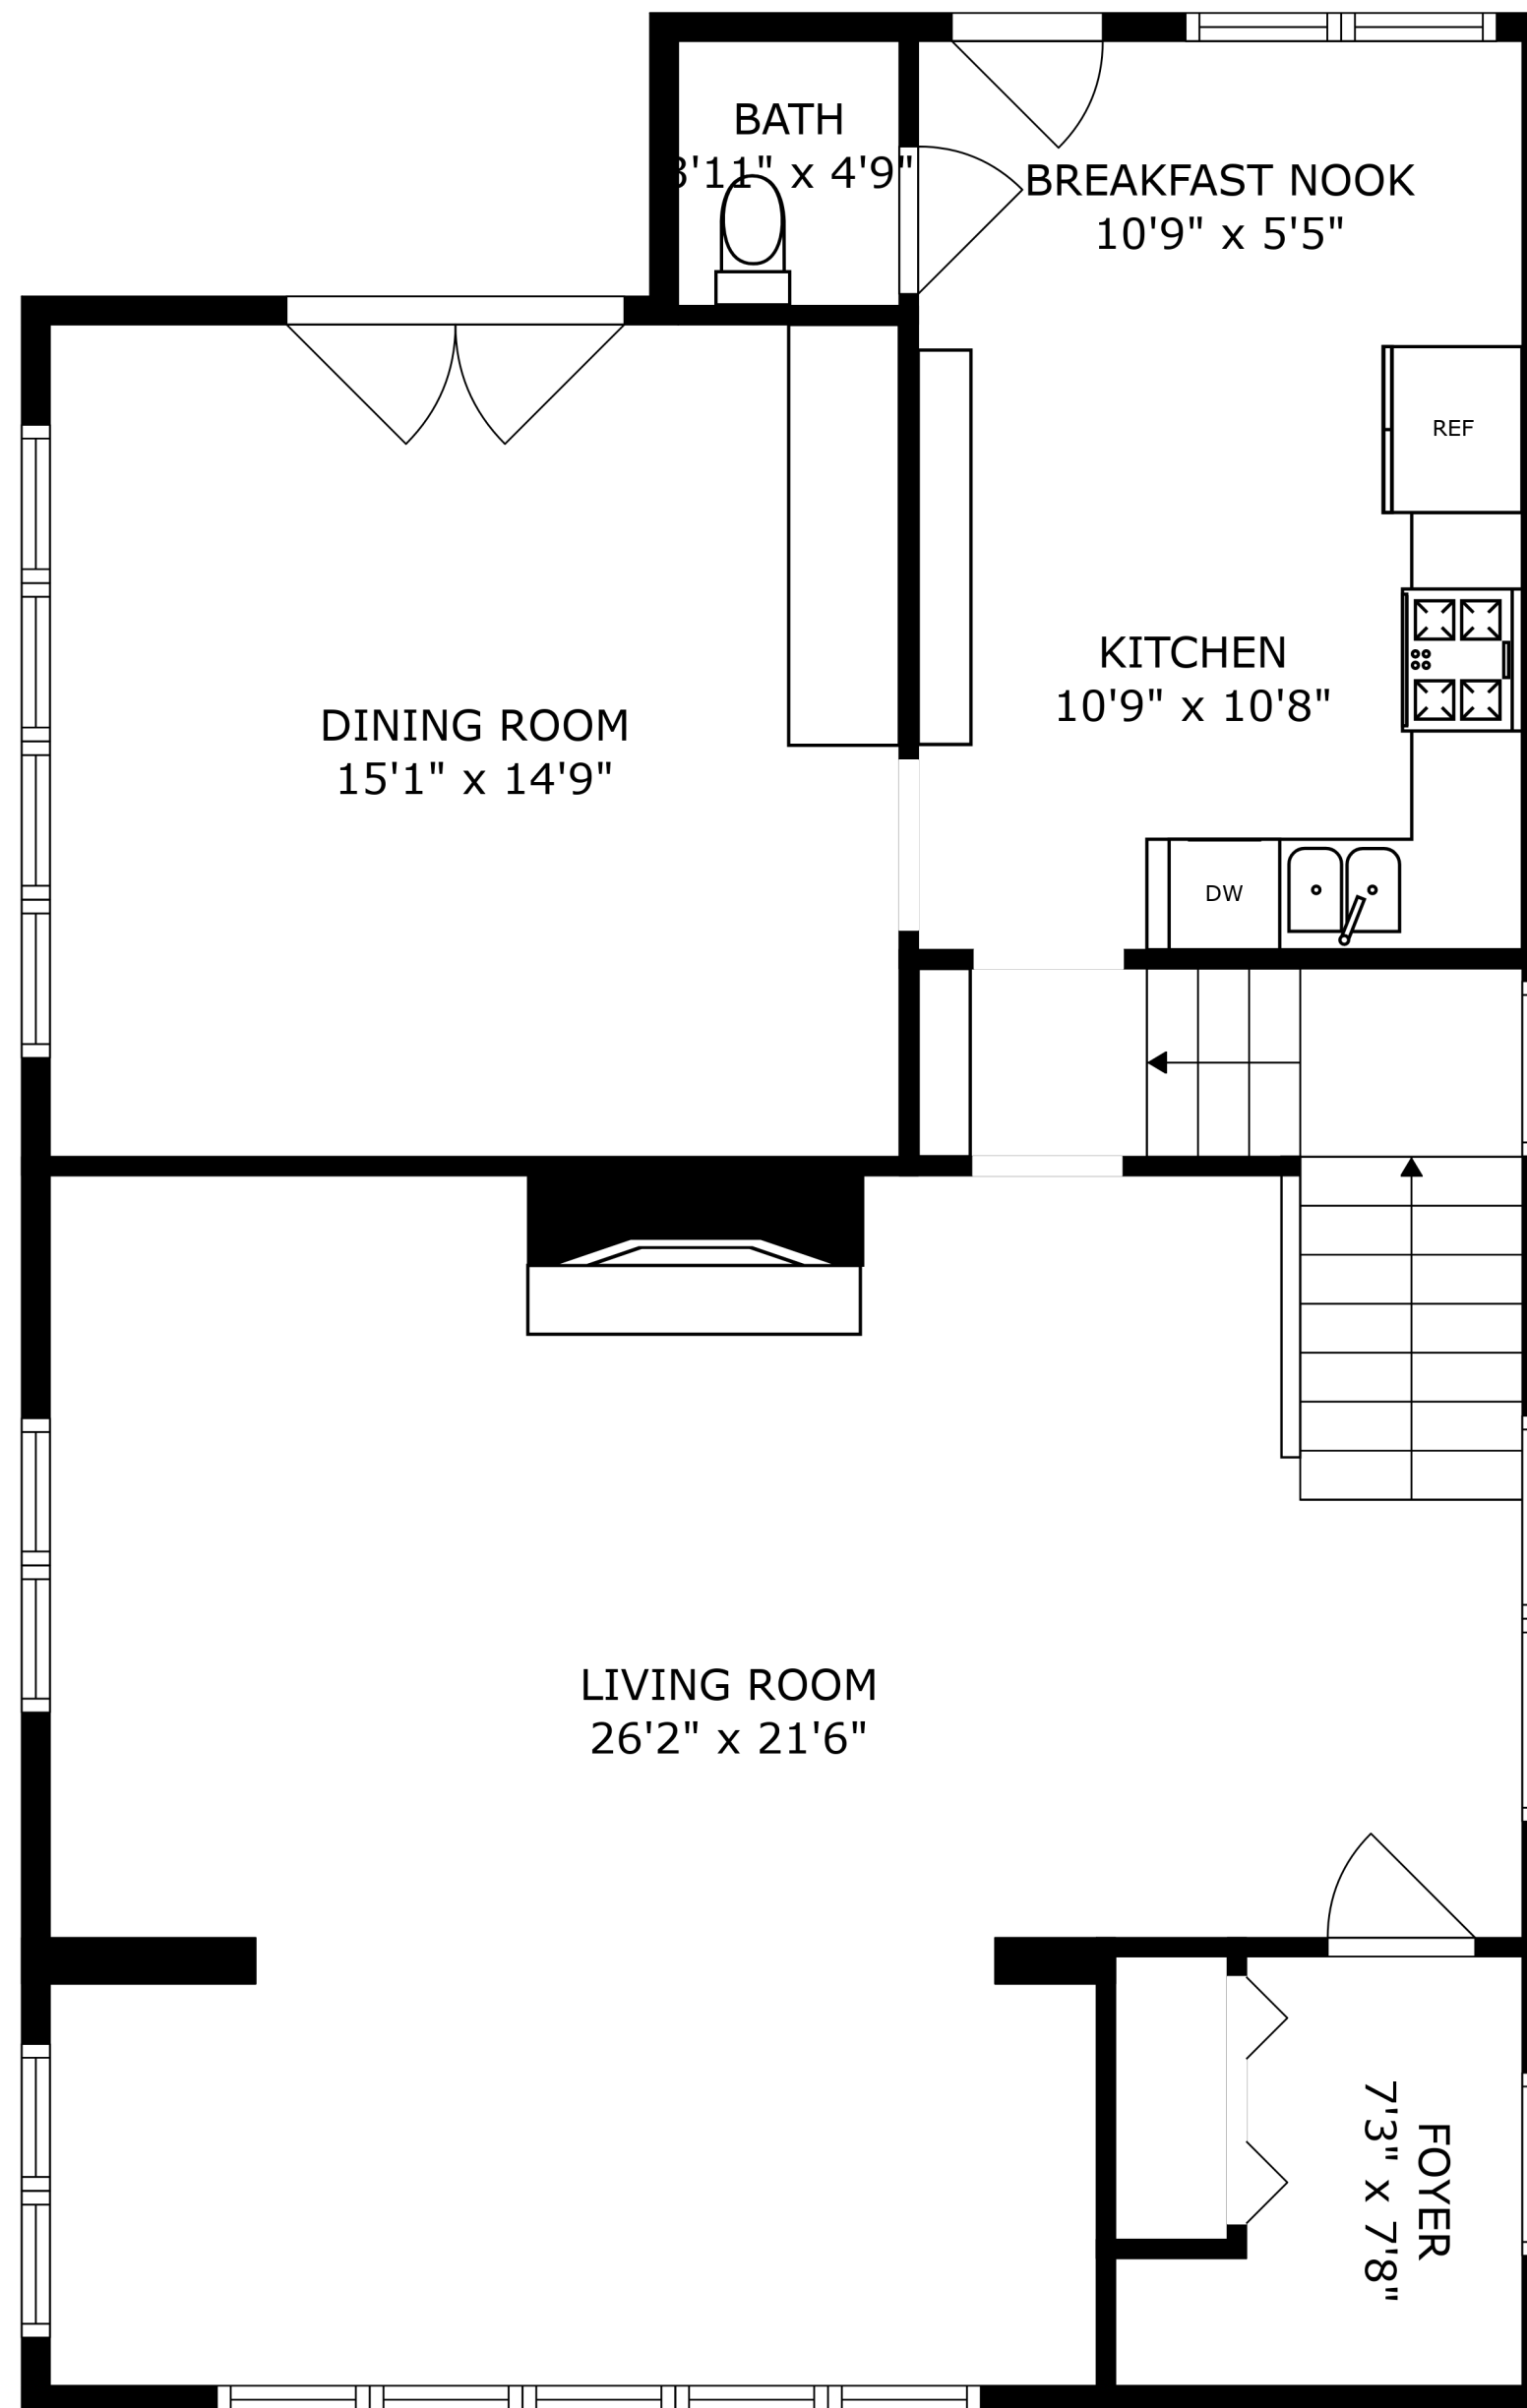 BATH
3'11" x 4'9"
BREAKFAST NOOK
10'9" x 5'5"
REF
KITCHEN
10'9" x 10'8"
DINING ROOM
15'1" x 14'9"
DW
LIVING ROOM
26'2" x 21'6"
FOYER
7'3" x 7'8"